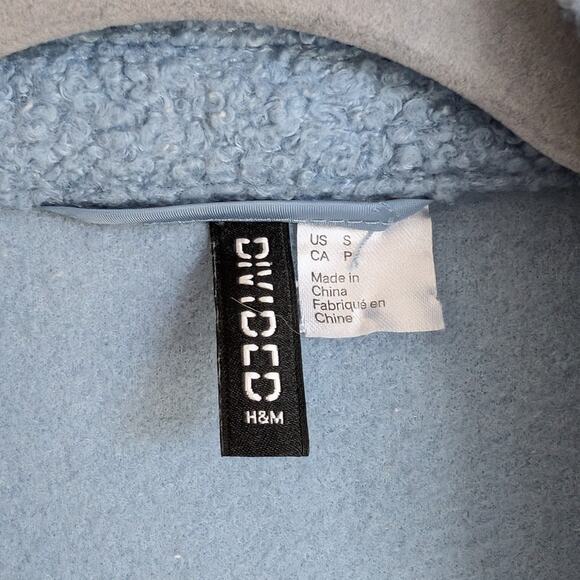 DIVIDED
H&M
US S
CA P
Made in
China
Fabriqué en
Chine